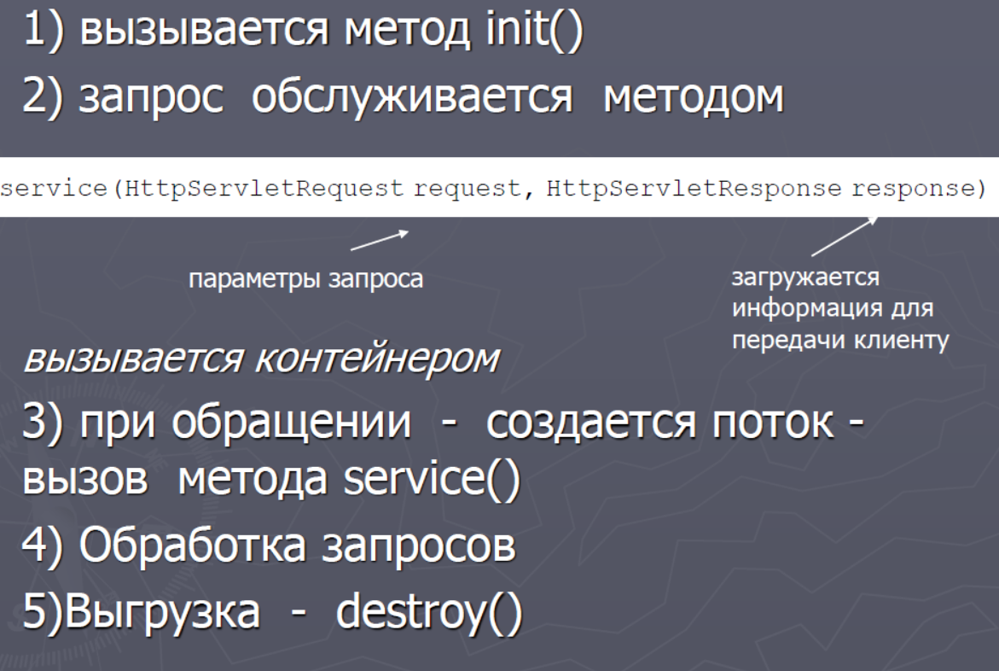 1) вызывается метод init()
2) запрос обслуживается методом
service(HttpServletRequest request, HttpServletResponse response)
параметры запроса
загружается
информация для
передачи клиенту
вызывается контейнером
3) при обращении - создается поток -
вызов метода service()
4) Обработка запросов
5)Выгрузка - destroy()